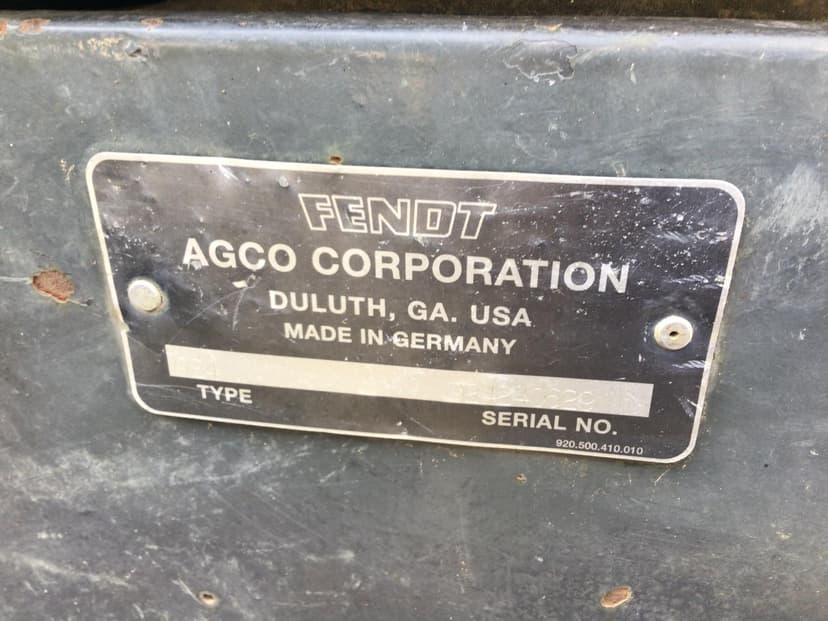 FENDT
AGCO CORPORATION
DULUTH, GA. USA
MADE IN GERMANY
TYPE
SERIAL NO.
920.500.410.010